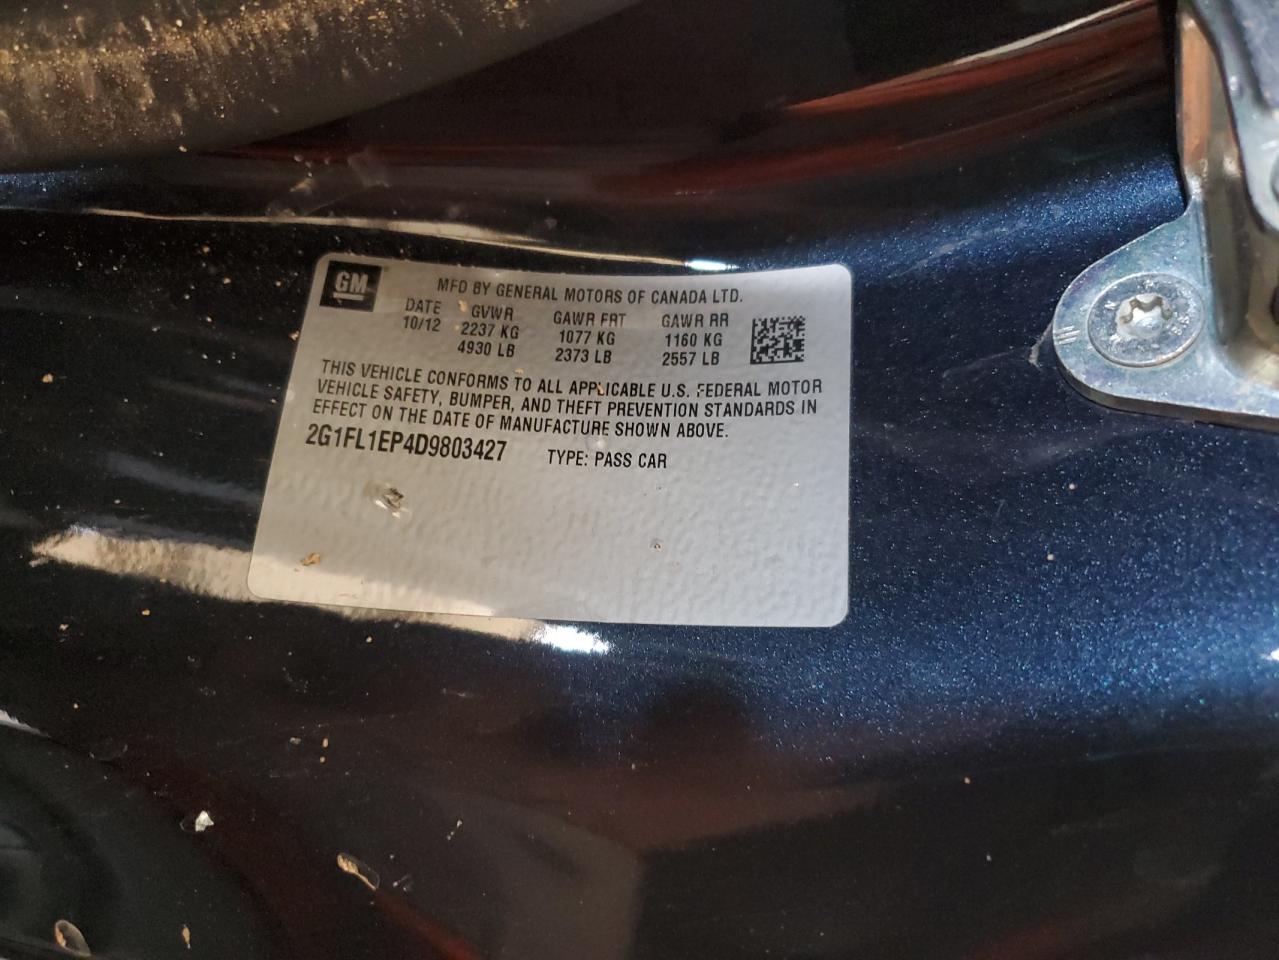 GM
MFD BY GENERAL MOTORS OF CANADA LTD.
DATE GVWR GAWR FRT GAWR RR
10/12 2237 KG 1077 KG 1160 KG
4930 LB 2373 LB 2557 LB
THIS VEHICLE CONFORMS TO ALL APPLICABLE U.S. FEDERAL MOTOR
VEHICLE SAFETY, BUMPER, AND THEFT PREVENTION STANDARDS IN
EFFECT ON THE DATE OF MANUFACTURE SHOWN ABOVE.
2G1FL1EP4D9803427 TYPE: PASS CAR